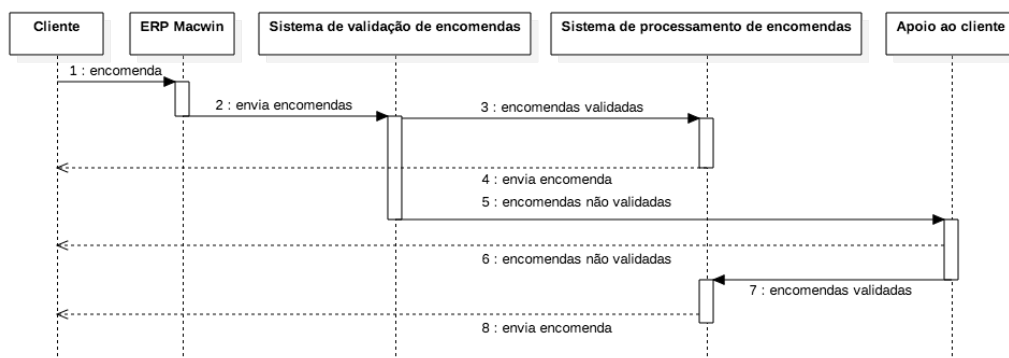 Cliente
ERP Macwin
Sistema de validação de encomendas
Sistema de processamento de encomendas
Apoio ao cliente
1 : encomenda
2 : envia encomendas
3 : encomendas validadas
4 : envia encomenda
5 : encomendas não validadas
6 : encomendas não validadas
7 : encomendas validadas
8 : envia encomenda